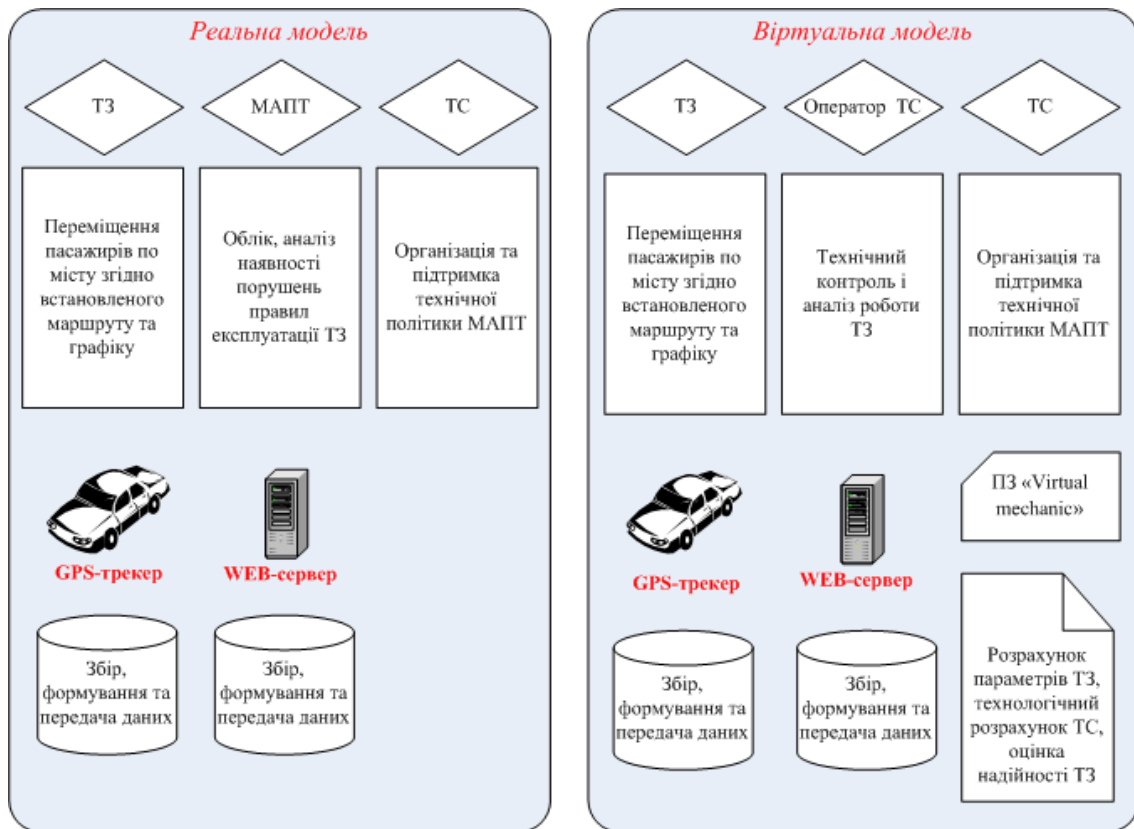 Реальна модель
ТЗ
МАПТ
ТС
Переміщення
пасажирів по
місту згідно
встановленого
маршруту та
графіку
Облік, аналіз
наявності
порушень
правил
експлуатації ТЗ
Організація та
підтримка
технічної
політики МАПТ
GPS-трекер
WEB-сервер
Збір,
формування та
передача даних
Збір,
формування та
передача даних
Віртуальна модель
ТЗ
Оператор ТС
ТС
Переміщення
пасажирів по
місту згідно
встановленого
маршруту та
графіку
Технічний
контроль і
аналіз роботи
ТЗ
Організація та
підтримка
технічної
політики МАПТ
ПЗ «Virtual
mechanic»
GPS-трекер
WEB-сервер
Збір,
формування та
передача даних
Збір,
формування та
передача даних
Розрахунок
параметрів ТЗ,
технологічний
розрахунок ТС,
оцінка
надійності ТЗ